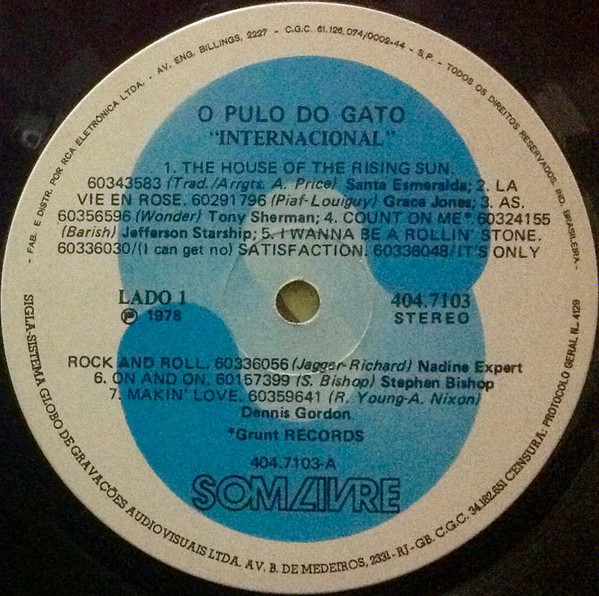 - FAB. E DISTR. POR RCA ELETRÔNICA LTDA. - AV. ENG. BILLINGS, 2227 - C.G.C. 61.126.074/0002-44 - S.P. - TODOS OS DIREITOS RESERVADOS. IND. BRASILEIRA -
O PULO DO GATO
"INTERNACIONAL"
1. THE HOUSE OF THE RISING SUN.
60343583 (Trad./Arrgts. A. Price) Santa Esmeralda; 2. LA
VIE EN ROSE. 60291796 (Piaf-Louiguy) Grace Jones; 3. AS.
60356596 (Wonder) Tony Sherman; 4. COUNT ON ME*. 60324155
(Barish) Jefferson Starship; 5. I WANNA BE A ROLLIN' STONE.
60336030/(I can get no) SATISFACTION. 60336048/IT'S ONLY
LADO 1
404.7103
Ⓟ 1978
STEREO
ROCK AND ROLL. 60336056 (Jagger-Richard) Nadine Expert
6. ON AND ON. 60157399 (S. Bishop) Stephen Bishop
7. MAKIN' LOVE. 60359641 (R. Young-A. Nixon)
Dennis Gordon
*Grunt RECORDS
404.7103-A
SOM LIVRE
SIGLA-SISTEMA GLOBO DE GRAVAÇÕES AUDIOVISUAIS LTDA. AV. B. DE MEDEIROS, 2331-RJ-GB. C.G.C. 34.162.651 CENSURA: PROTOCOLO GERAL N.. 4129